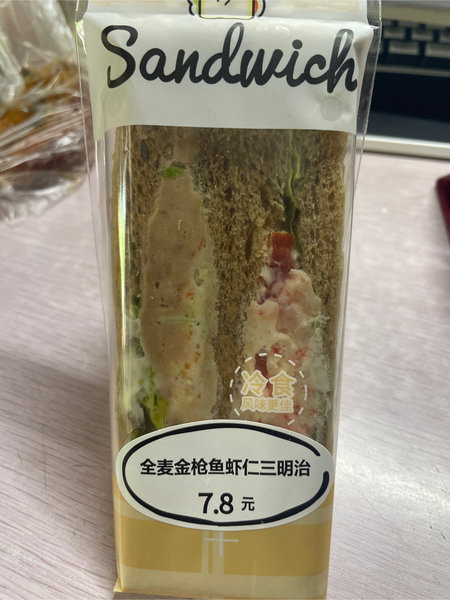 Sandwich
冷食
风味更佳
全麦金枪鱼虾仁三明治
7.8 元